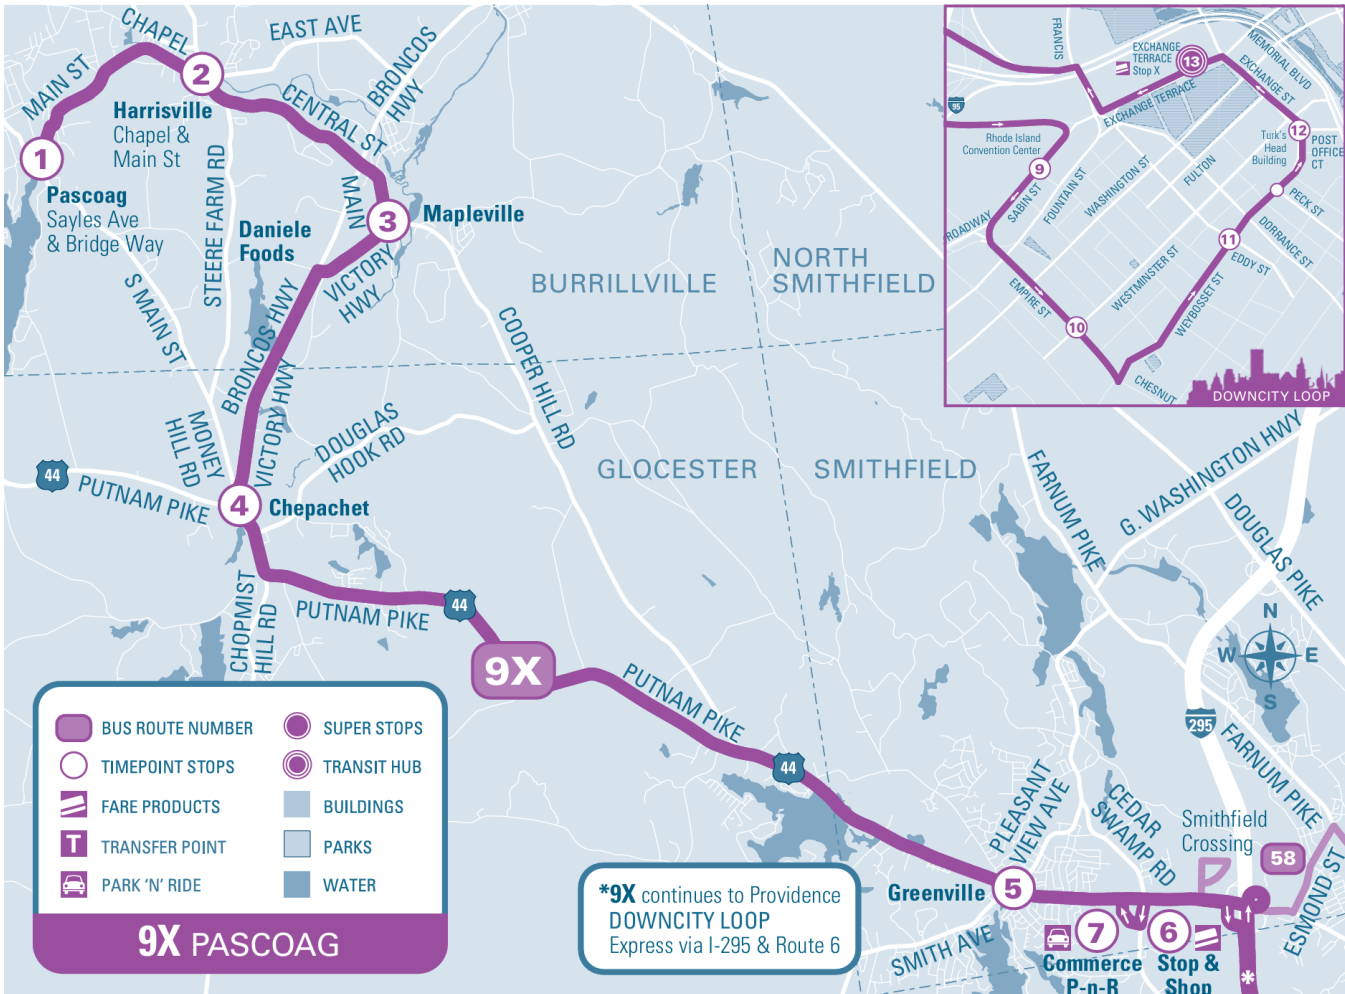 CHAPEL
EAST AVE
BRONCOS
HWY
MAIN ST
2
Harrisville
Chapel &
Main St
CENTRAL ST
1
Pascoag
Sayles Ave
& Bridge Way
STEERE FARM RD
Daniele
Foods
MAIN
3
Mapleville
VICTORY
HWY
S MAIN ST
BRONCOS HWY
VICTORY HWY
COOPER HILL RD
BURRILLVILLE
NORTH
SMITHFIELD
GLOCESTER
SMITHFIELD
MONEY
HILL RD
DOUGLAS
HOOK RD
44
PUTNAM PIKE
4
Chepachet
CHOPMIST
HILL RD
PUTNAM PIKE
44
9X
PUTNAM PIKE
44
FRANCIS
EXCHANGE
TERRACE
Stop X
13
MEMORIAL BLVD
EXCHANGE ST
EXCHANGE TERRACE
95
Rhode Island
Convention Center
9
SABIN ST
FOUNTAIN ST
WASHINGTON ST
FULTON
Turk's
Head
Building
12
POST
OFFICE
CT
PECK ST
DORRANCE ST
11
EDDY ST
ROADWAY
EMPIRE ST
WESTMINSTER ST
WEYBOSSET ST
10
CHESNUT
DOWNCITY LOOP
FARNUM PIKE
G. WASHINGTON HWY
DOUGLAS PIKE
N
W
E
S
295
FARNUM PIKE
PLEASANT
VIEW AVE
CEDAR
SWAMP RD
Smithfield
Crossing
58
ESMOND ST
Greenville
5
SMITH AVE
7
Commerce
P-n-R
6
Stop &
Shop
*
BUS ROUTE NUMBER
TIMEPOINT STOPS
FARE PRODUCTS
T
TRANSFER POINT
PARK 'N' RIDE
SUPER STOPS
TRANSIT HUB
BUILDINGS
PARKS
WATER
9X PASCOAG
*9X continues to Providence
DOWNCITY LOOP
Express via I-295 & Route 6